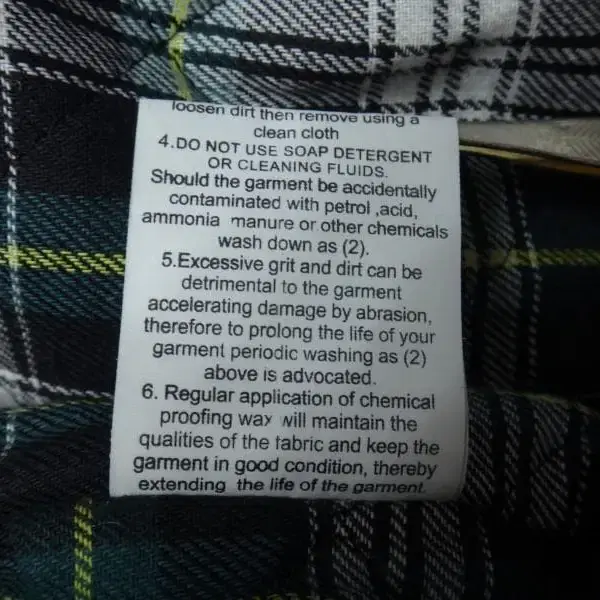 loosen dirt then remove using a
clean cloth
4.DO NOT USE SOAP DETERGENT
OR CLEANING FLUIDS.
Should the garment be accidentally
contaminated with petrol ,acid,
ammonia manure or other chemicals
wash down as (2).
5.Excessive grit and dirt can be
detrimental to the garment
accelerating damage by abrasion,
therefore to prolong the life of your
garment periodic washing as (2)
above is advocated.
6. Regular application of chemical
proofing wax will maintain the
qualities of the fabric and keep the
garment in good condition, thereby
extending the life of the garment.